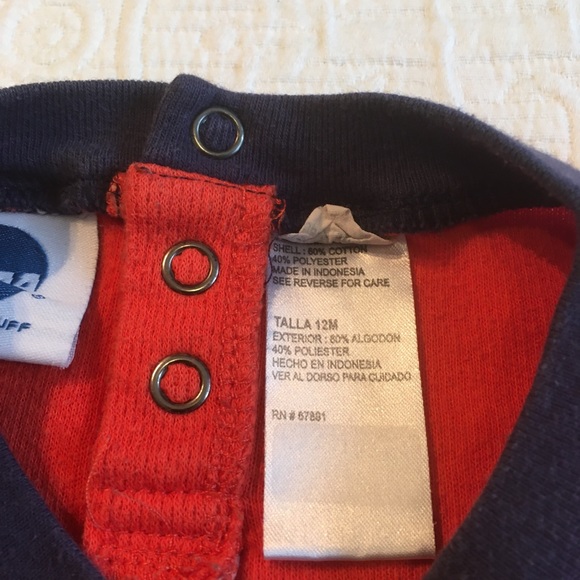 UFF
SHELL : 60% COTTON
40% POLYESTER
MADE IN INDONESIA
SEE REVERSE FOR CARE
TALLA 12M
EXTERIOR : 60% ALGODON
40% POLIESTER
HECHO EN INDONESIA
VER AL DORSO PARA CUIDADO
RN # 67891